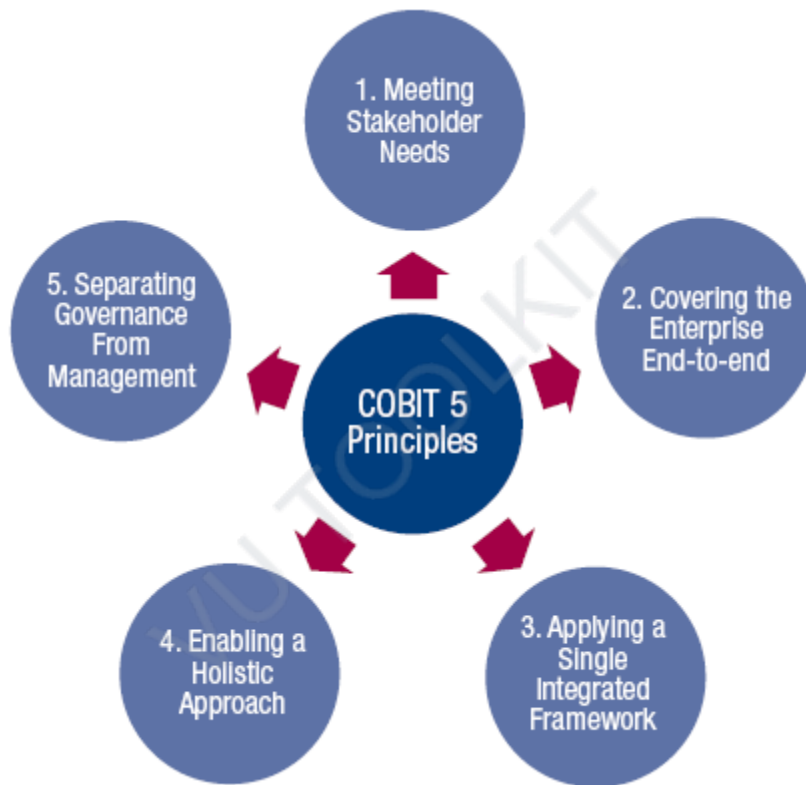 1. Meeting
Stakeholder
Needs
2. Covering the
Enterprise
End-to-end
3. Applying a
Single
Integrated
Framework
4. Enabling a
Holistic
Approach
5. Separating
Governance
From
Management
COBIT 5
Principles
VU TOOLKIT